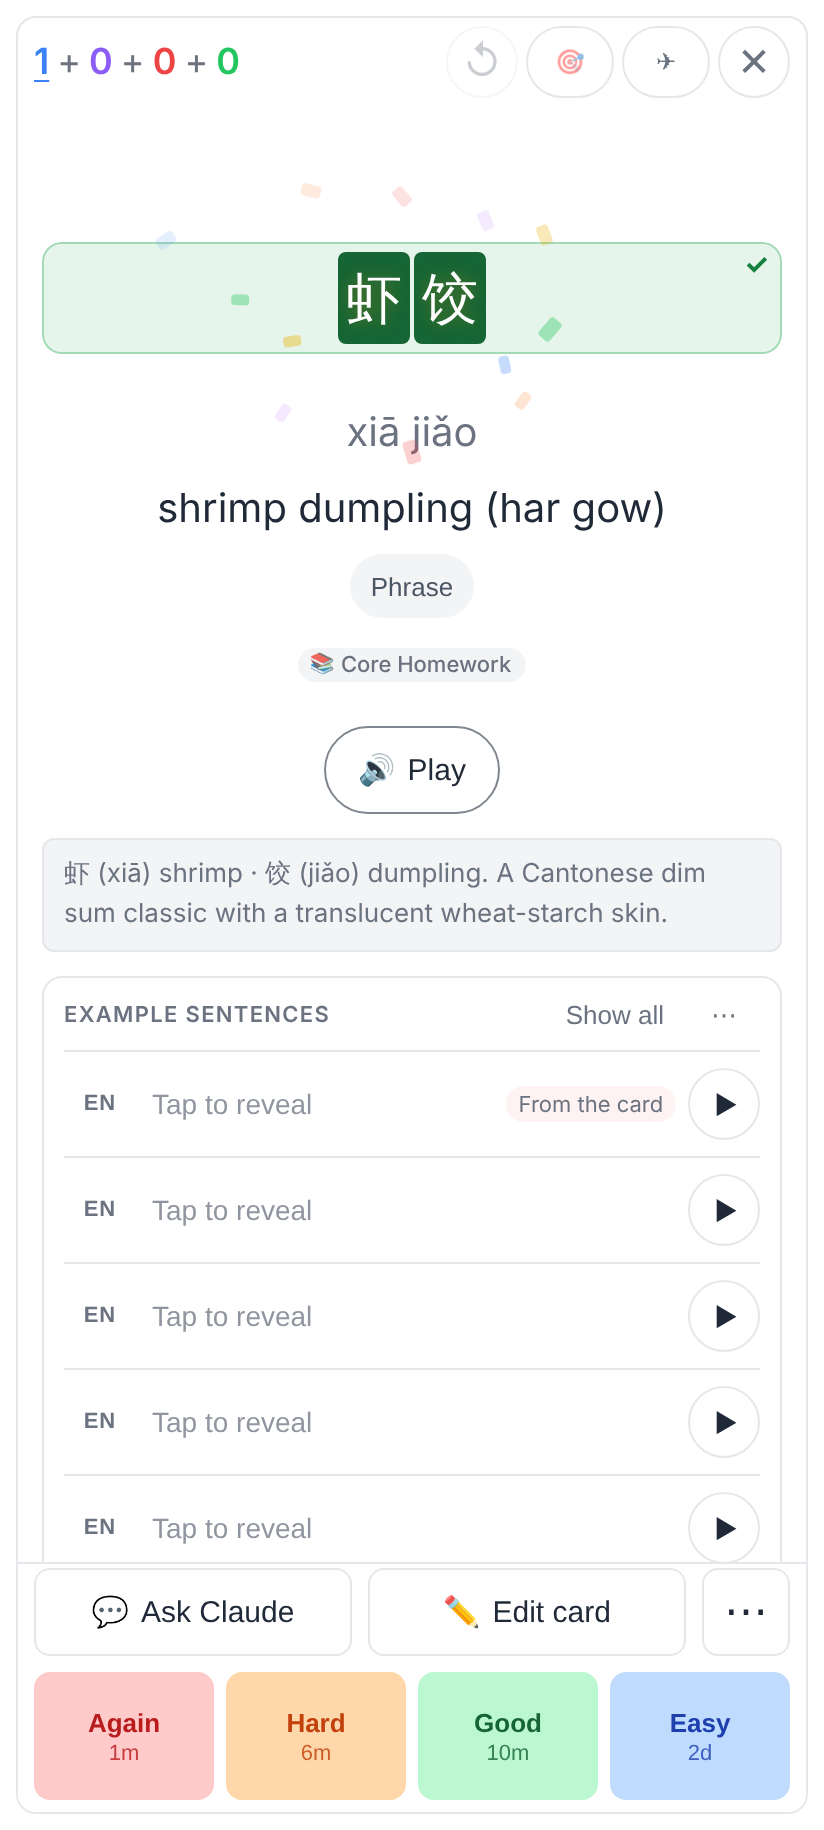 1 + 0 + 0 + 0
虾饺
xiā jiǎo
shrimp dumpling (har gow)
Phrase
Core Homework
Play
虾 (xiā) shrimp · 饺 (jiǎo) dumpling. A Cantonese dim
sum classic with a translucent wheat-starch skin.
EXAMPLE SENTENCES Show all ⋯
EN Tap to reveal From the card
EN Tap to reveal
EN Tap to reveal
EN Tap to reveal
EN Tap to reveal
Ask Claude Edit card ⋯
Again Hard Good Easy
1m 6m 10m 2d